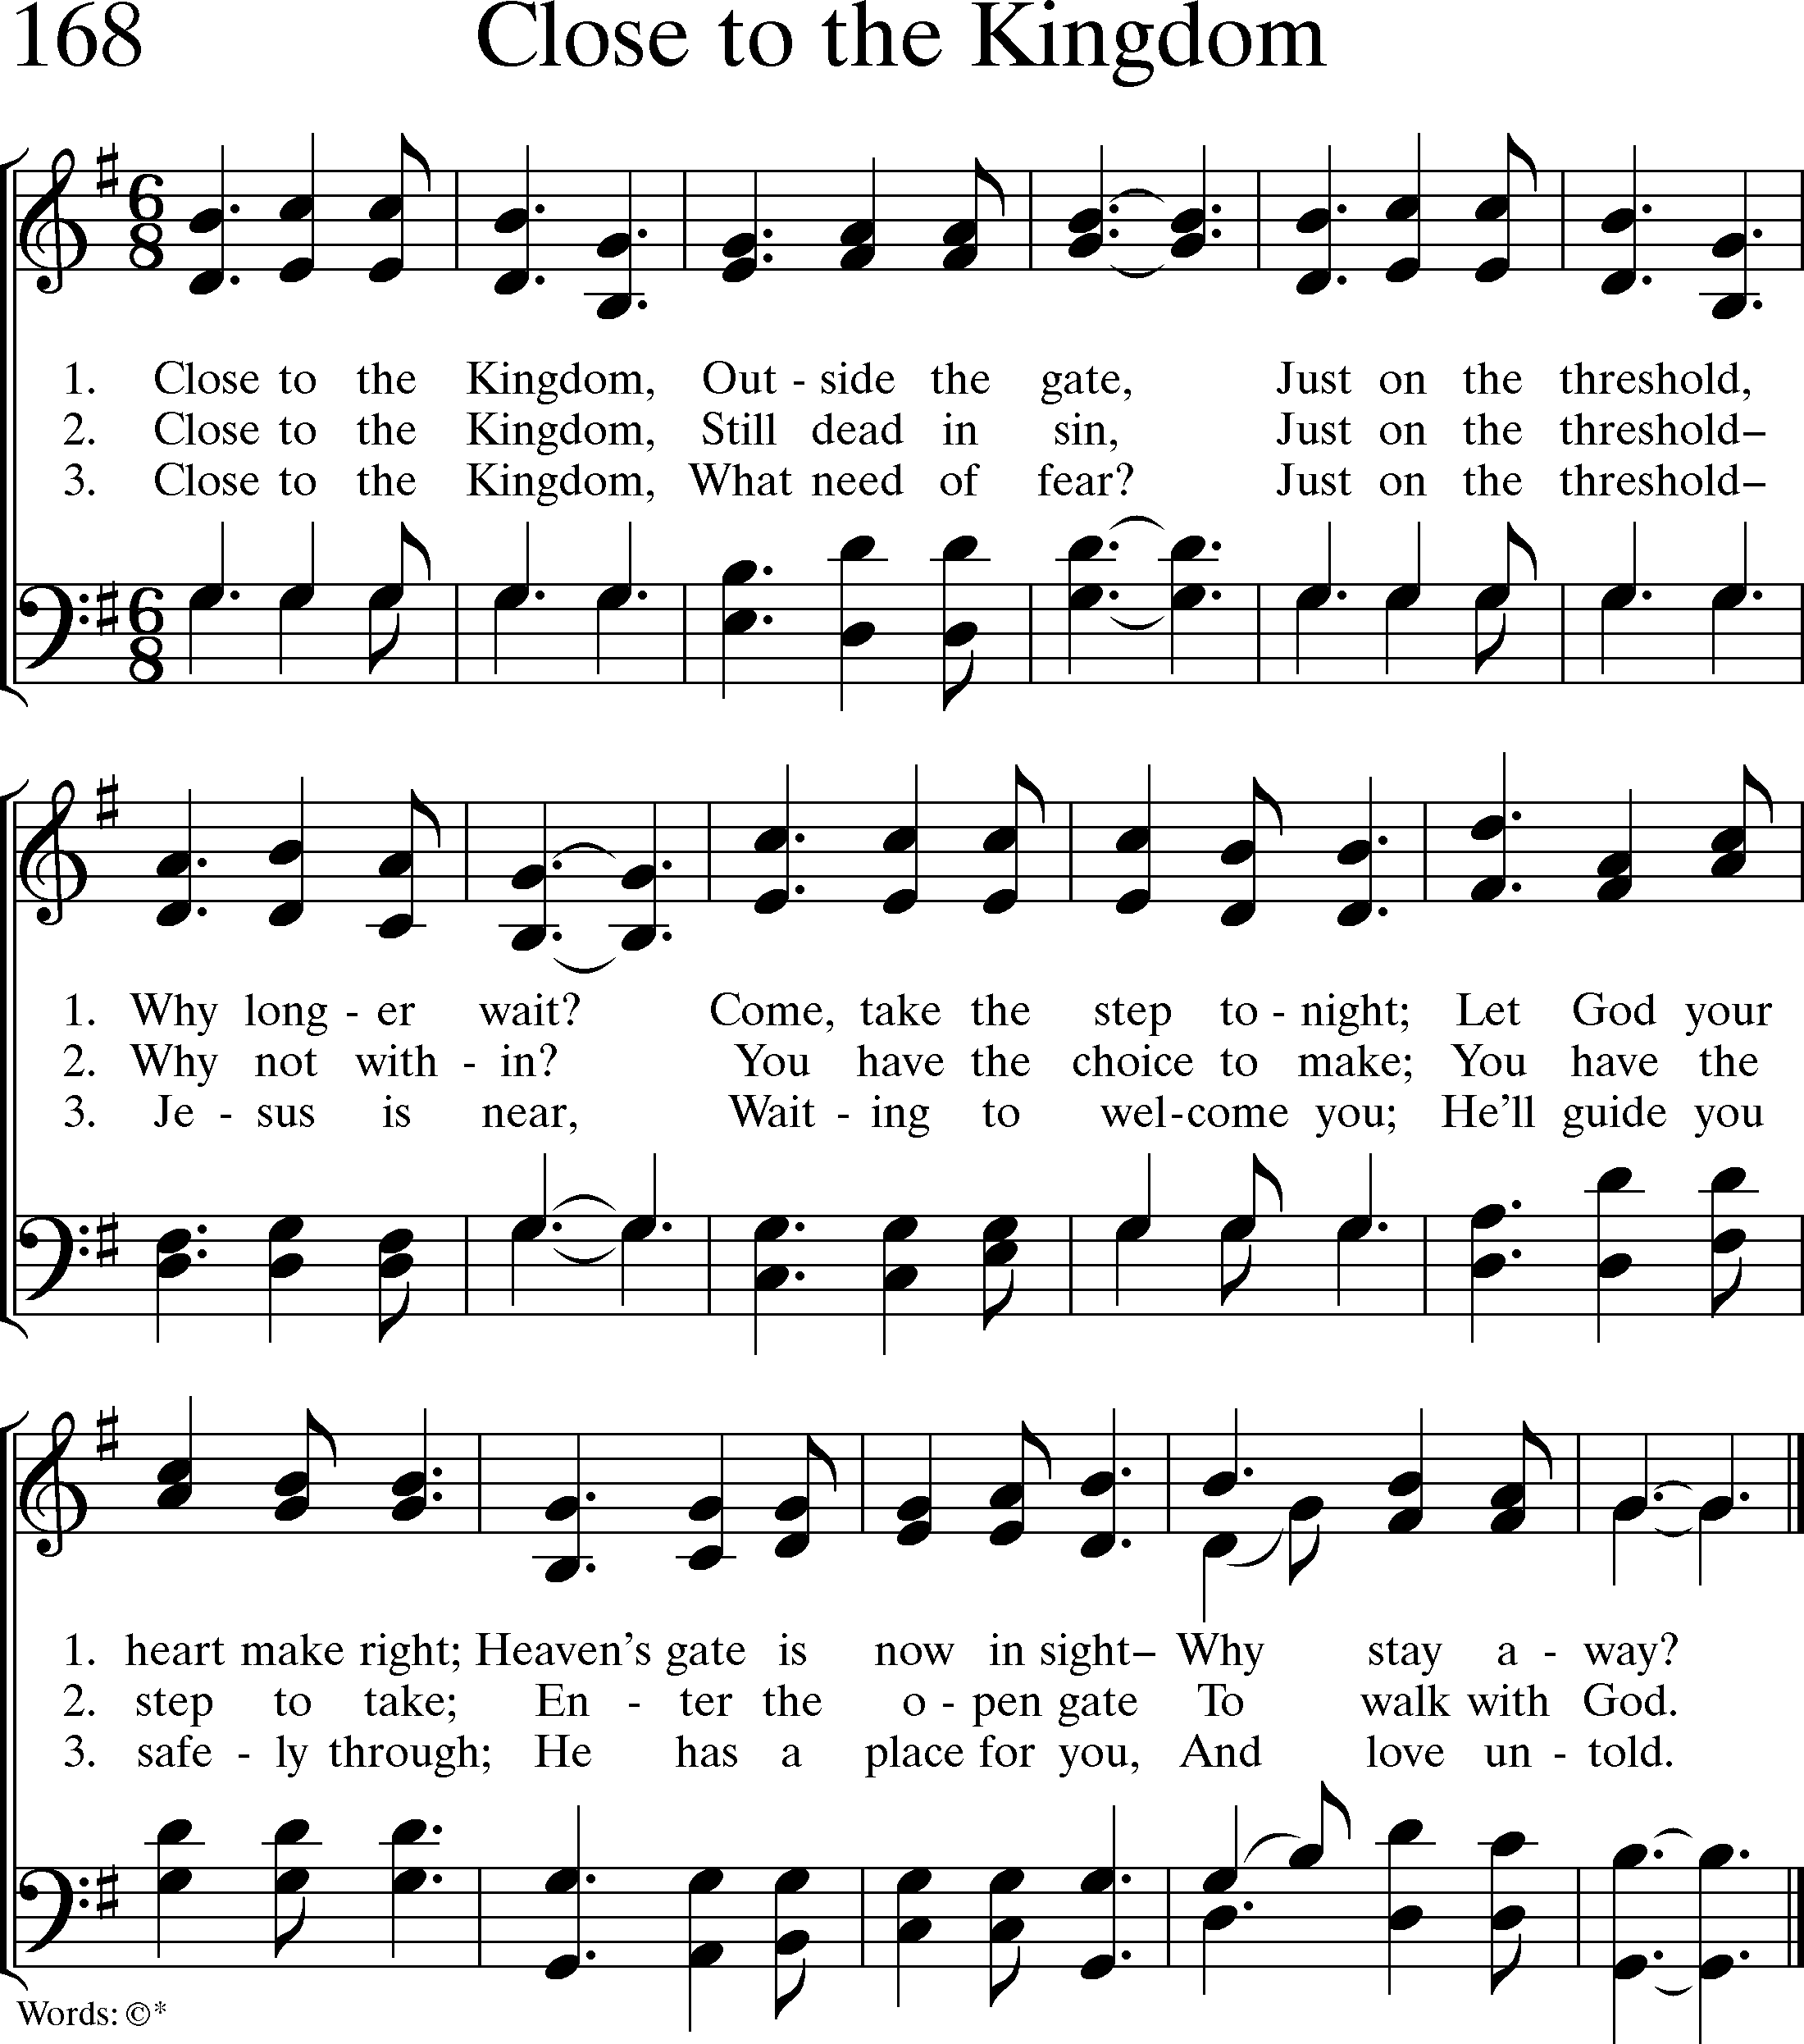 168 Close to the Kingdom
6 8
1. Close to the Kingdom, Out - side the gate, Just on the threshold,
2. Close to the Kingdom, Still dead in sin, Just on the threshold–
3. Close to the Kingdom, What need of fear? Just on the threshold–
6 8
1. Why long - er wait? Come, take the step to - night; Let God your
2. Why not with - in? You have the choice to make; You have the
3. Je - sus is near, Wait - ing to wel - come you; He'll guide you
1. heart make right; Heaven's gate is now in sight– Why stay a - way?
2. step to take; En - ter the o - pen gate To walk with God.
3. safe - ly through; He has a place for you, And love un - told.
Words: ©*